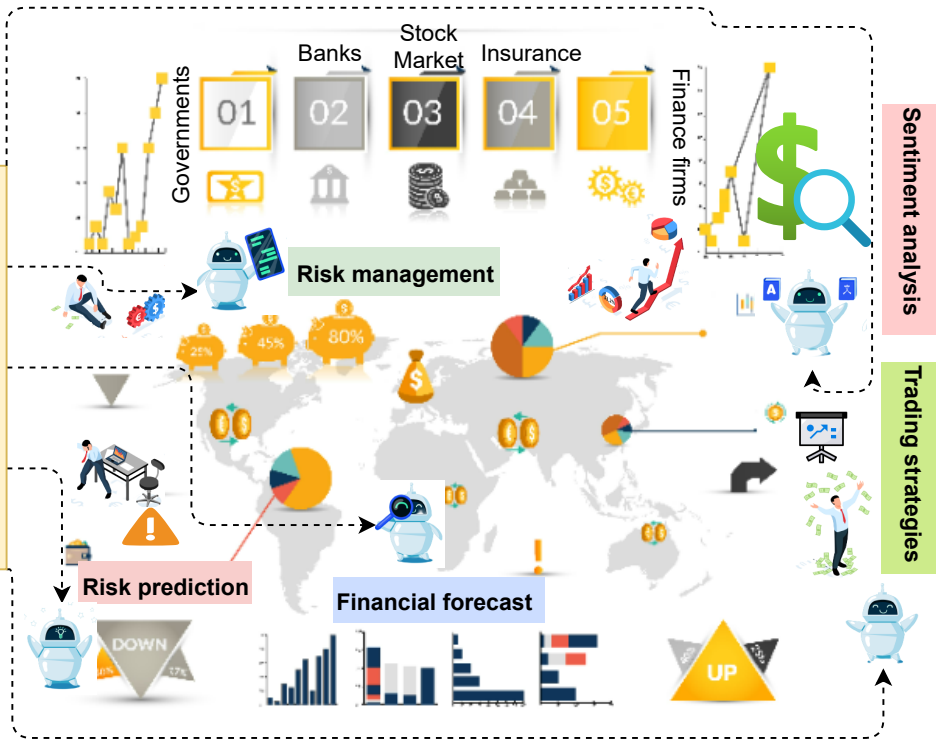 Governments
Banks
Stock
Market
Insurance
Finance firms
01
02
03
04
05
Sentiment analysis
Risk management
A
25%
45%
80%
Trading strategies
Risk prediction
Financial forecast
DOWN
UP